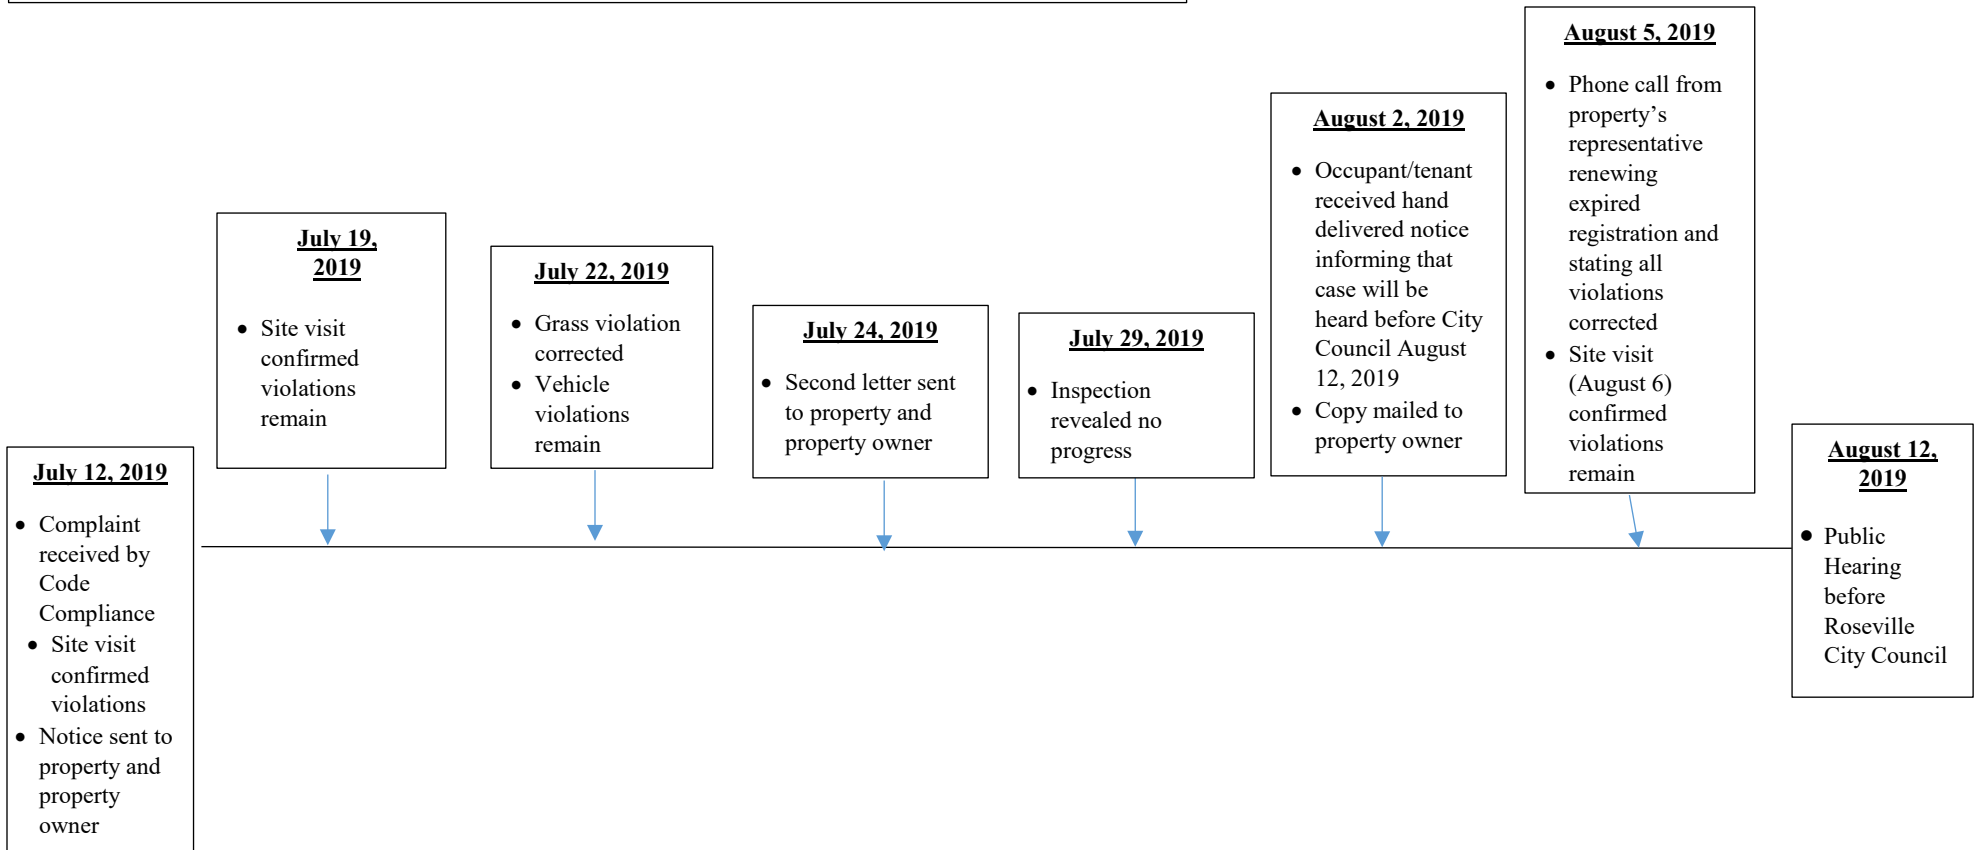 July 12, 2019
• Complaint
received by
Code
Compliance
• Site visit
confirmed
violations
• Notice sent to
property and
property
owner
July 19,
2019
• Site visit
confirmed
violations
remain
July 22, 2019
• Grass violation
corrected
• Vehicle
violations
remain
July 24, 2019
• Second letter sent
to property and
property owner
July 29, 2019
• Inspection
revealed no
progress
August 2, 2019
• Occupant/tenant
received hand
delivered notice
informing that
case will be
heard before City
Council August
12, 2019
• Copy mailed to
property owner
August 5, 2019
• Phone call from
property’s
representative
renewing
expired
registration and
stating all
violations
corrected
• Site visit
(August 6)
confirmed
violations
remain
August 12,
2019
• Public
Hearing
before
Roseville
City Council